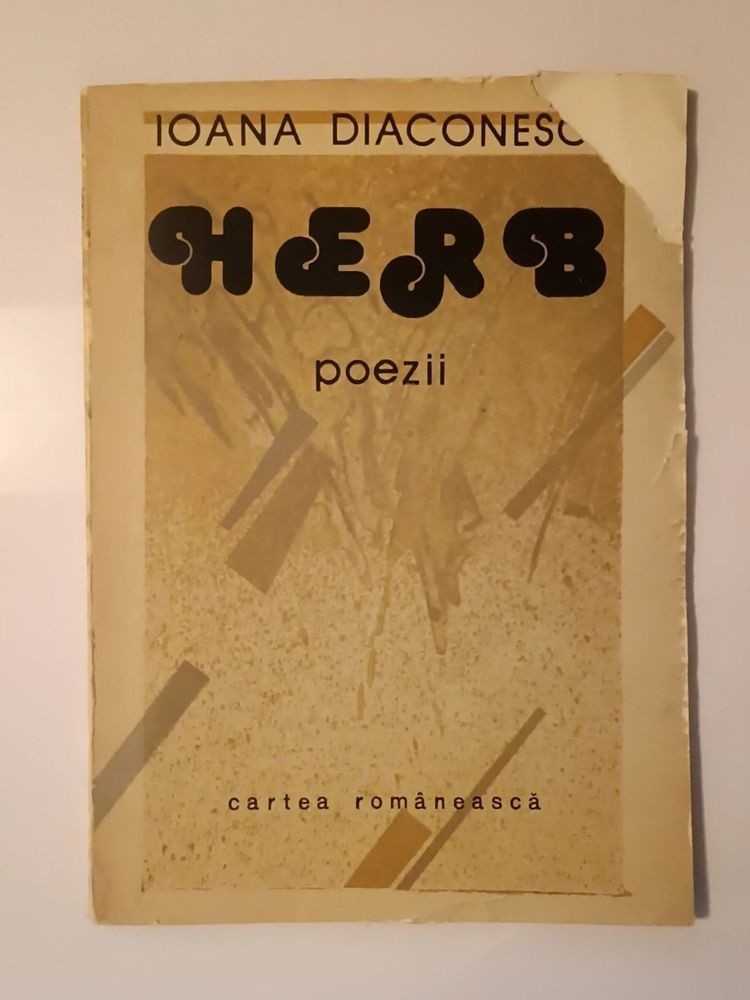 IOANA DIACONESC
HERB
poezii
cartea românească